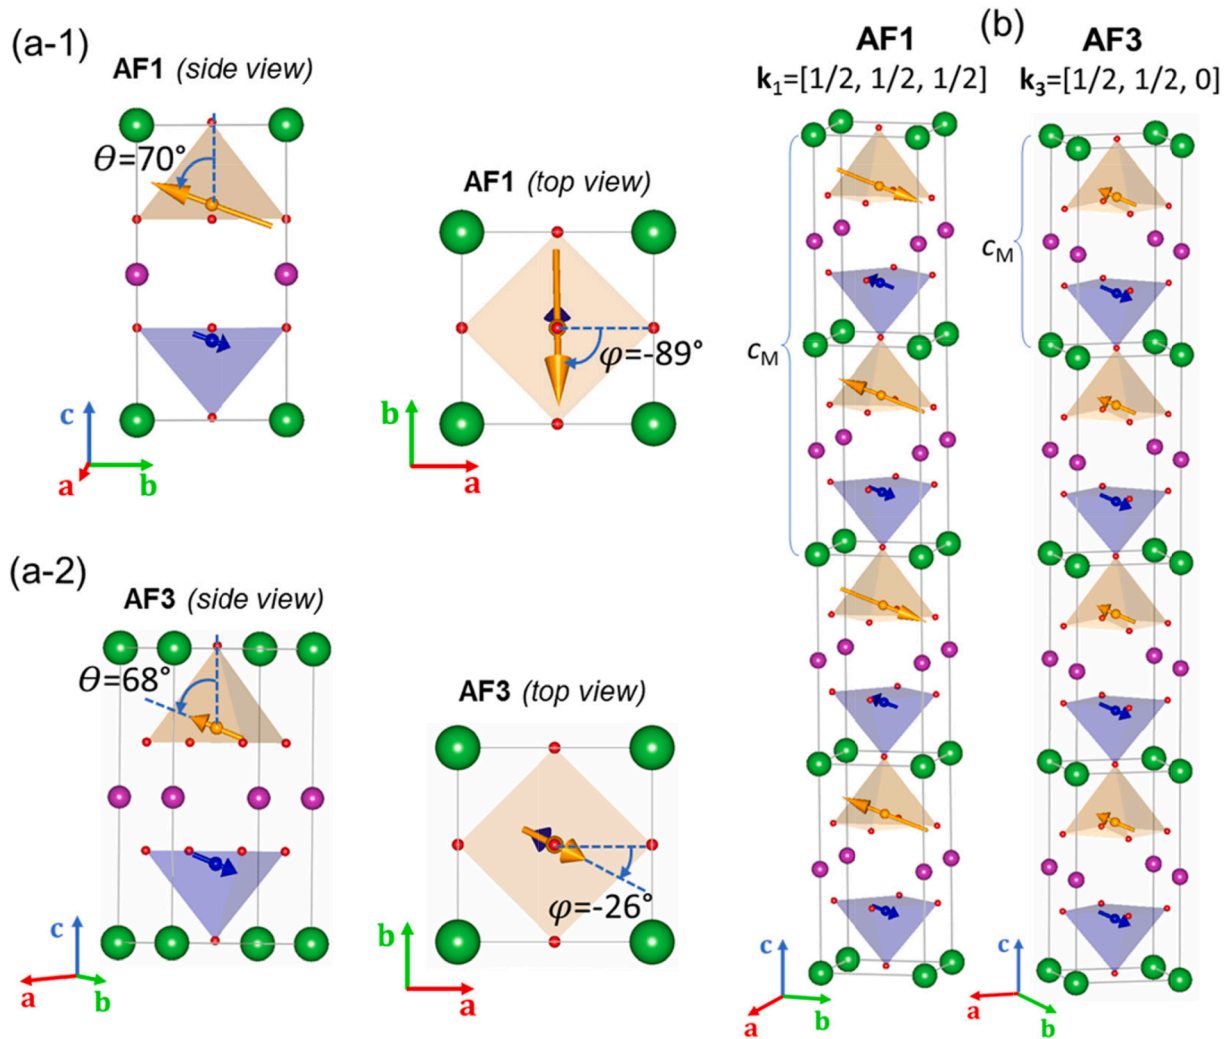 (a-1)
AF1 (side view)
θ=70°
c
a
b
AF1 (top view)
φ=-89°
b
a
(a-2)
AF3 (side view)
θ=68°
c
a
b
AF3 (top view)
φ=-26°
b
a
(b)
AF1
k₁=[1/2, 1/2, 1/2]
cM
c
a
b
AF3
k₃=[1/2, 1/2, 0]
cM
c
a
b